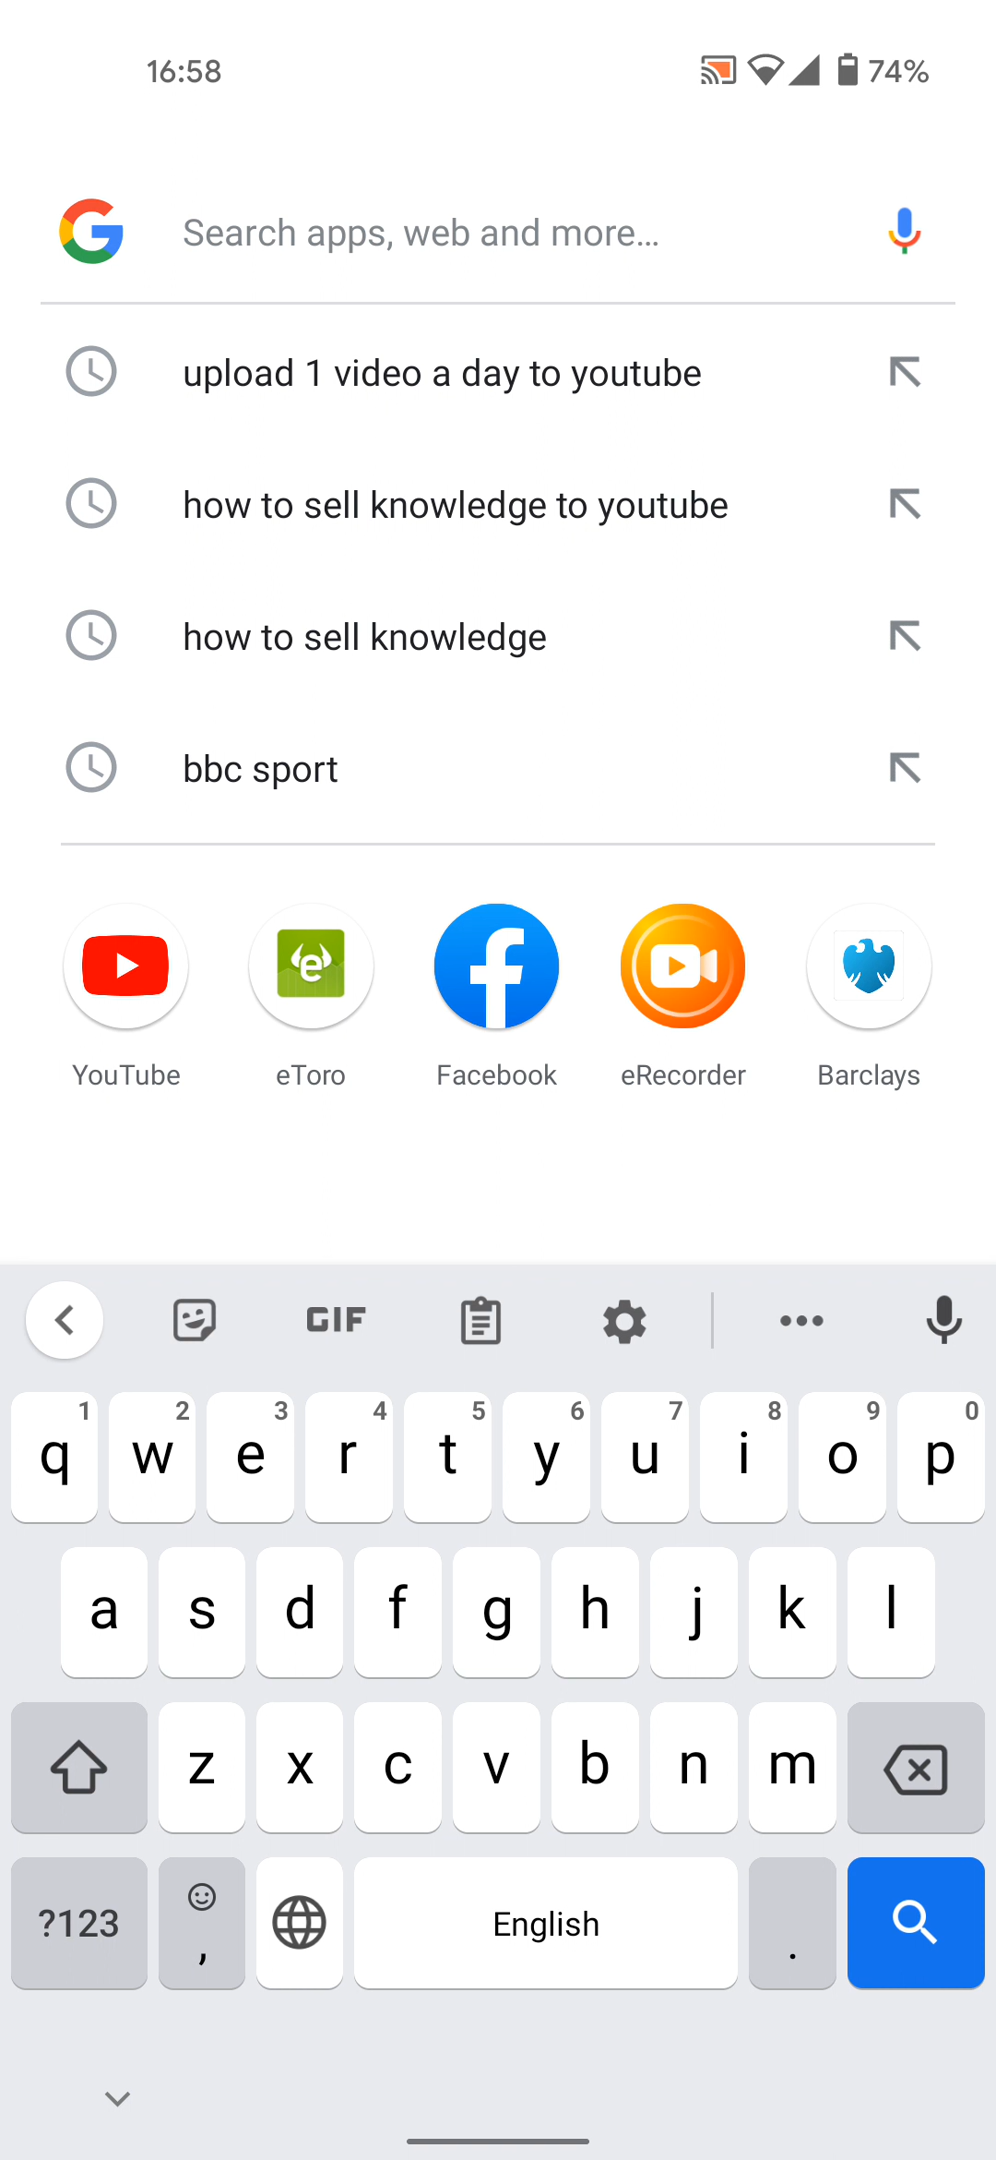 16:58
74%
Search apps, web and more...
upload 1 video a day to youtube
how to sell knowledge to youtube
how to sell knowledge
bbc sport
e
YouTube eToro Facebook eRecorder Barclays
GIF
1 2 3 4 5 6 7 8 9 0
q w e r t y u i o p
a s d f g h j k l
z x c v b n m
?123 , English .